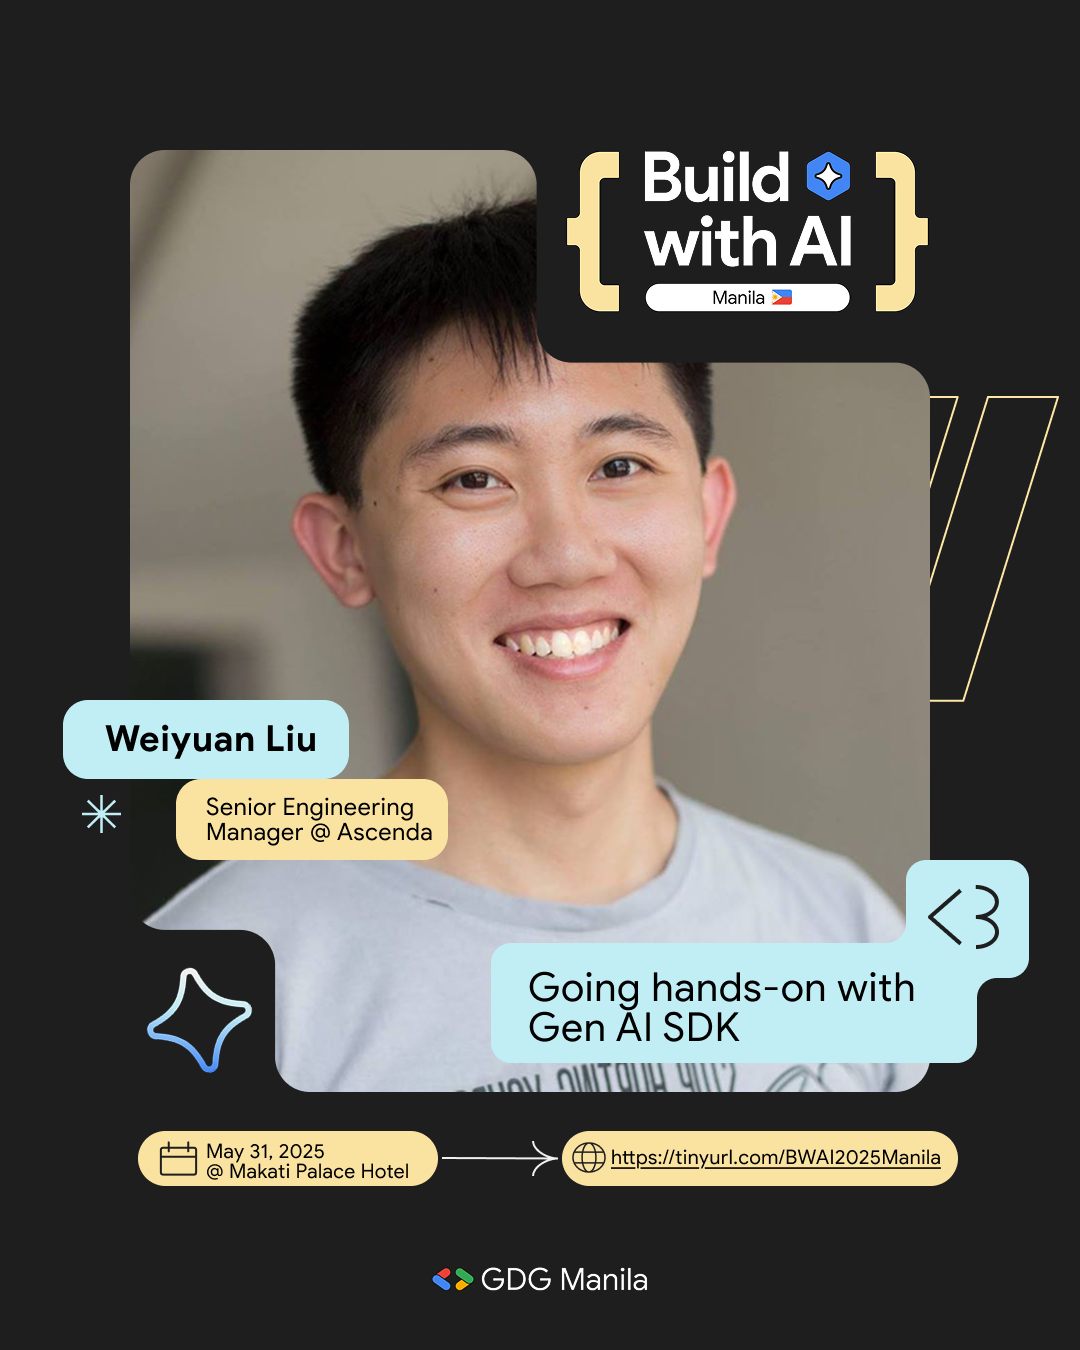 Build
with AI
Manila
Weiyuan Liu
Senior Engineering
Manager @ Ascenda
<3
Going hands-on with
Gen AI SDK
May 31, 2025
@ Makati Palace Hotel
https://tinyurl.com/BWAI2025Manila
GDG Manila